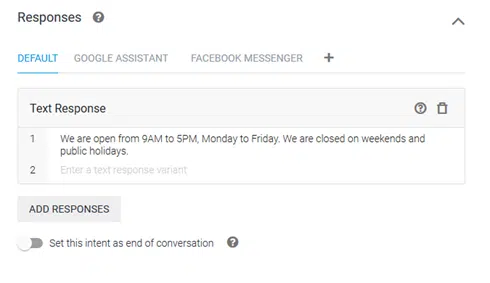 Responses
DEFAULT GOOGLE ASSISTANT FACEBOOK MESSENGER
Text Response
1 We are open from 9AM to 5PM, Monday to Friday. We are closed on weekends and
public holidays.
2 Enter a text response variant
ADD RESPONSES
Set this intent as end of conversation